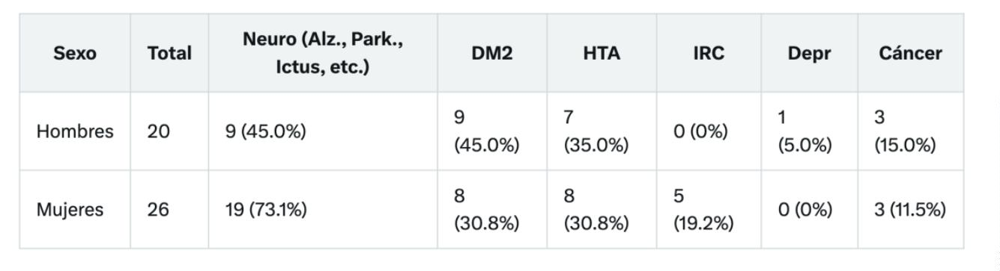 Sexo Total Neuro (Alz., Park., Ictus, etc.) DM2 HTA IRC Depr Cáncer
Hombres 20 9 (45.0%) 9 (45.0%) 7 (35.0%) 0 (0%) 1 (5.0%) 3 (15.0%)
Mujeres 26 19 (73.1%) 8 (30.8%) 8 (30.8%) 5 (19.2%) 0 (0%) 3 (11.5%)